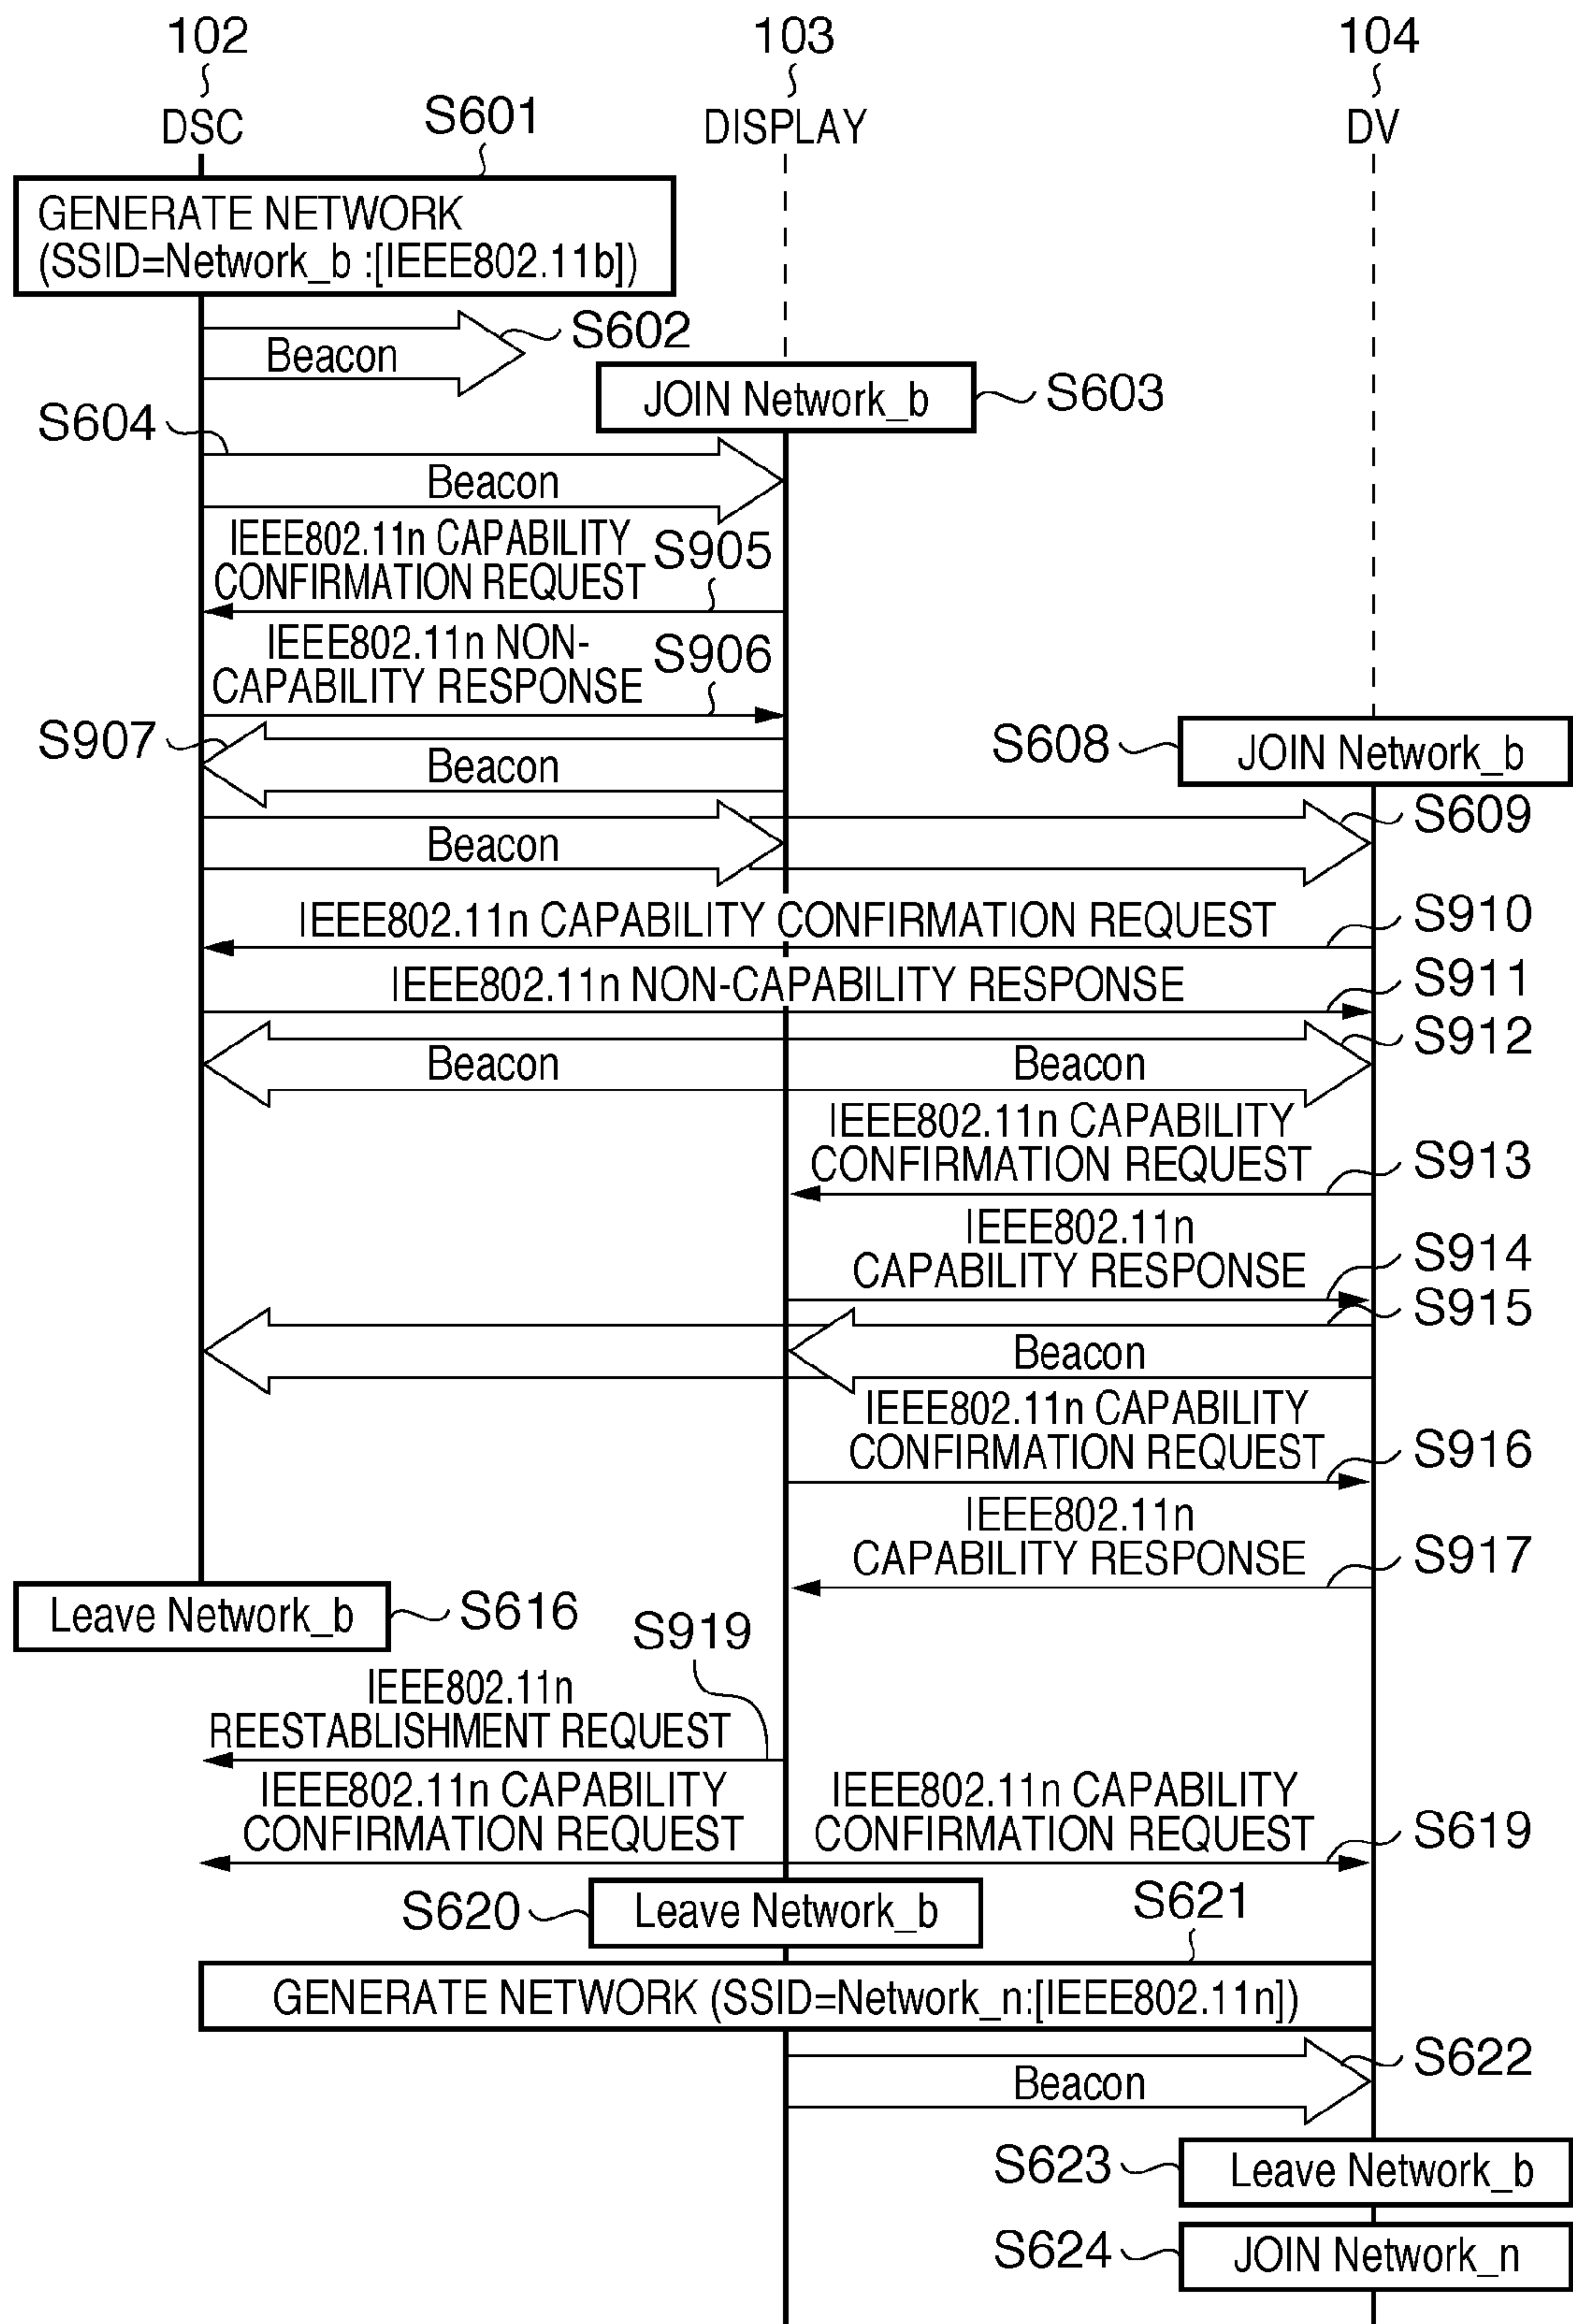 102
103
104
DSC
S601
DISPLAY
DV
GENERATE NETWORK
(SSID=Network_b :[IEEE802.11b])
S602
Beacon
JOIN Network_b
S603
S604
Beacon
IEEE802.11n CAPABILITY
CONFIRMATION REQUEST
S905
IEEE802.11n NON-
CAPABILITY RESPONSE
S906
S907
Beacon
S608
JOIN Network_b
Beacon
S609
IEEE802.11n CAPABILITY CONFIRMATION REQUEST
S910
IEEE802.11n NON-CAPABILITY RESPONSE
S911
Beacon
Beacon
S912
IEEE802.11n CAPABILITY
CONFIRMATION REQUEST
S913
IEEE802.11n
CAPABILITY RESPONSE
S914
S915
Beacon
IEEE802.11n CAPABILITY
CONFIRMATION REQUEST
S916
IEEE802.11n
CAPABILITY RESPONSE
S917
Leave Network_b
S616
S919
IEEE802.11n
REESTABLISHMENT REQUEST
IEEE802.11n CAPABILITY
CONFIRMATION REQUEST
IEEE802.11n CAPABILITY
CONFIRMATION REQUEST
S619
S620
Leave Network_b
S621
GENERATE NETWORK (SSID=Network_n:[IEEE802.11n])
S622
Beacon
S623
Leave Network_b
S624
JOIN Network_n